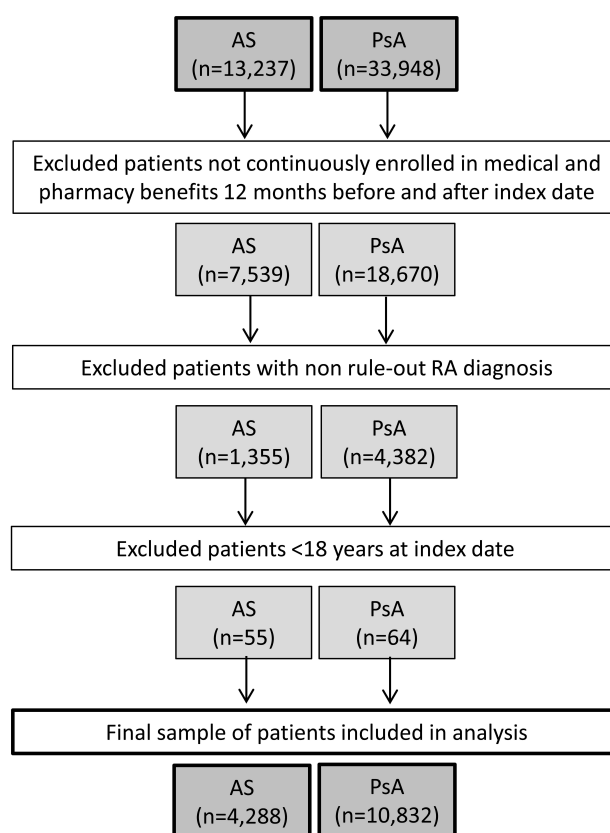 AS
(n=13,237)
PsA
(n=33,948)
Excluded patients not continuously enrolled in medical and
pharmacy benefits 12 months before and after index date
AS
(n=7,539)
PsA
(n=18,670)
Excluded patients with non rule-out RA diagnosis
AS
(n=1,355)
PsA
(n=4,382)
Excluded patients <18 years at index date
AS
(n=55)
PsA
(n=64)
Final sample of patients included in analysis
AS
(n=4,288)
PsA
(n=10,832)